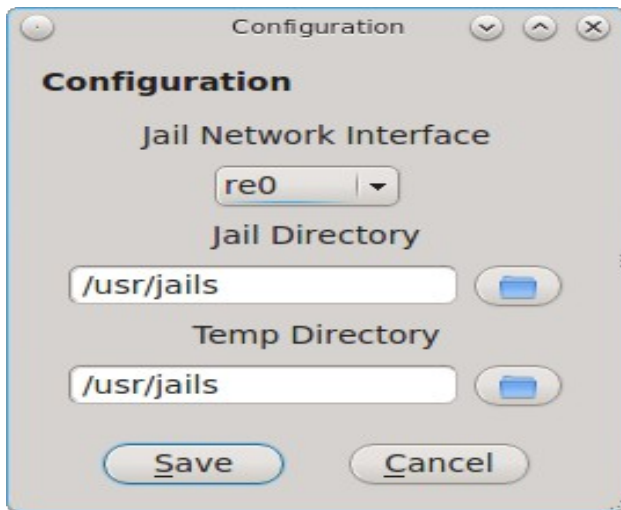 Configuration
Configuration
Jail Network Interface
re0
Jail Directory
/usr/jails
Temp Directory
/usr/jails
Save Cancel